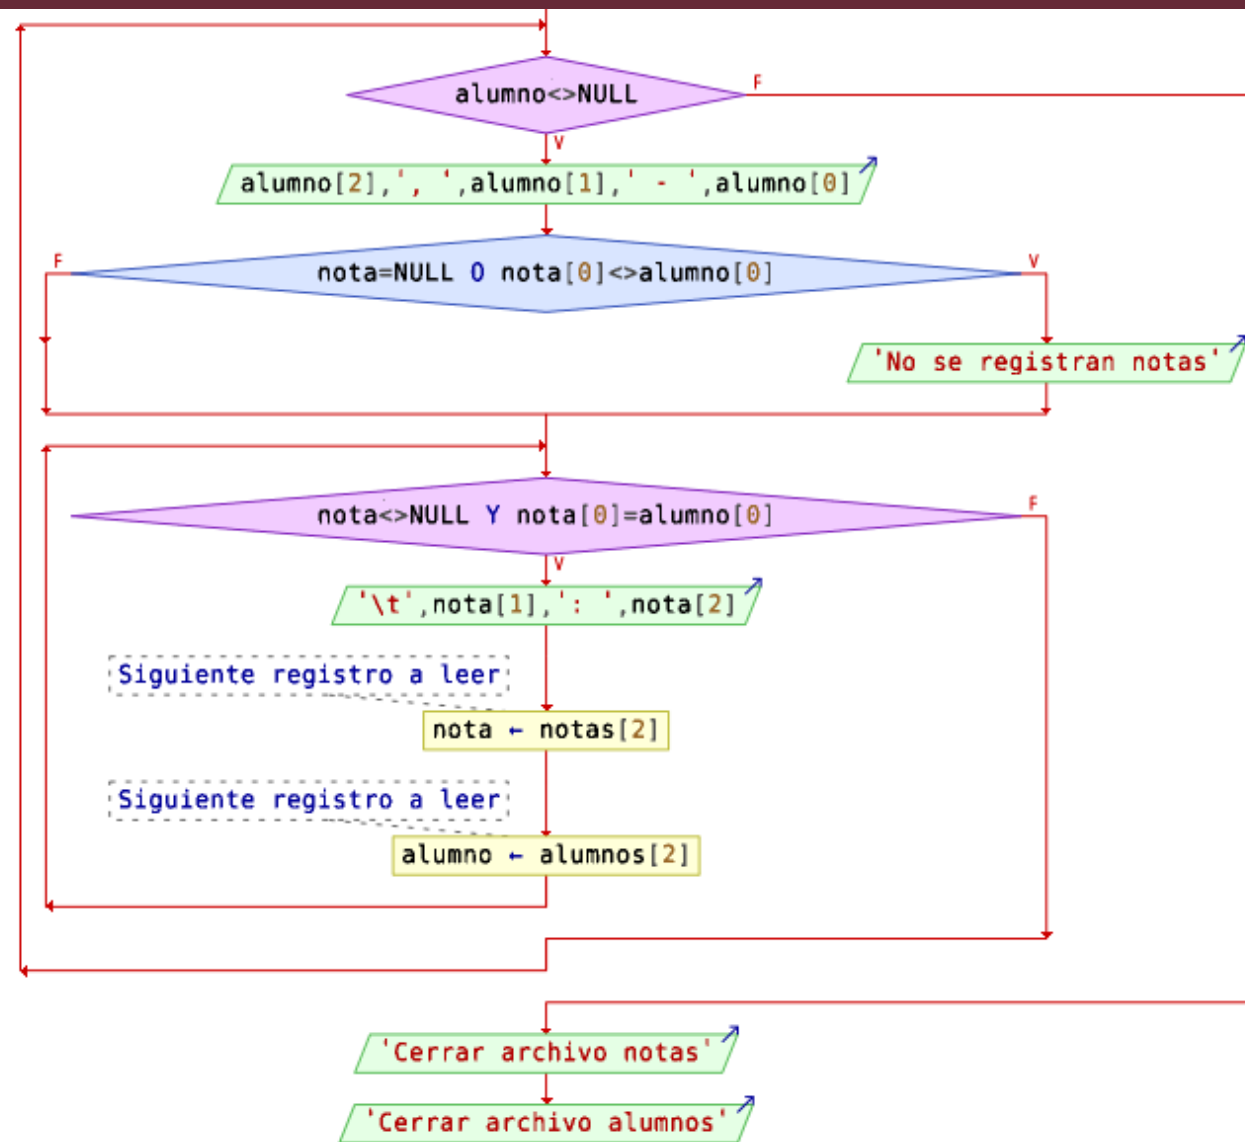 alumno<>NULL
F
V
alumno[2],', ',alumno[1],' - ',alumno[0]
F
nota=NULL O nota[0]<>alumno[0]
V
'No se registran notas'
nota<>NULL Y nota[0]=alumno[0]
F
V
'\t',nota[1],': ',nota[2]
Siguiente registro a leer
nota ← notas[2]
Siguiente registro a leer
alumno ← alumnos[2]
'Cerrar archivo notas'
'Cerrar archivo alumnos'